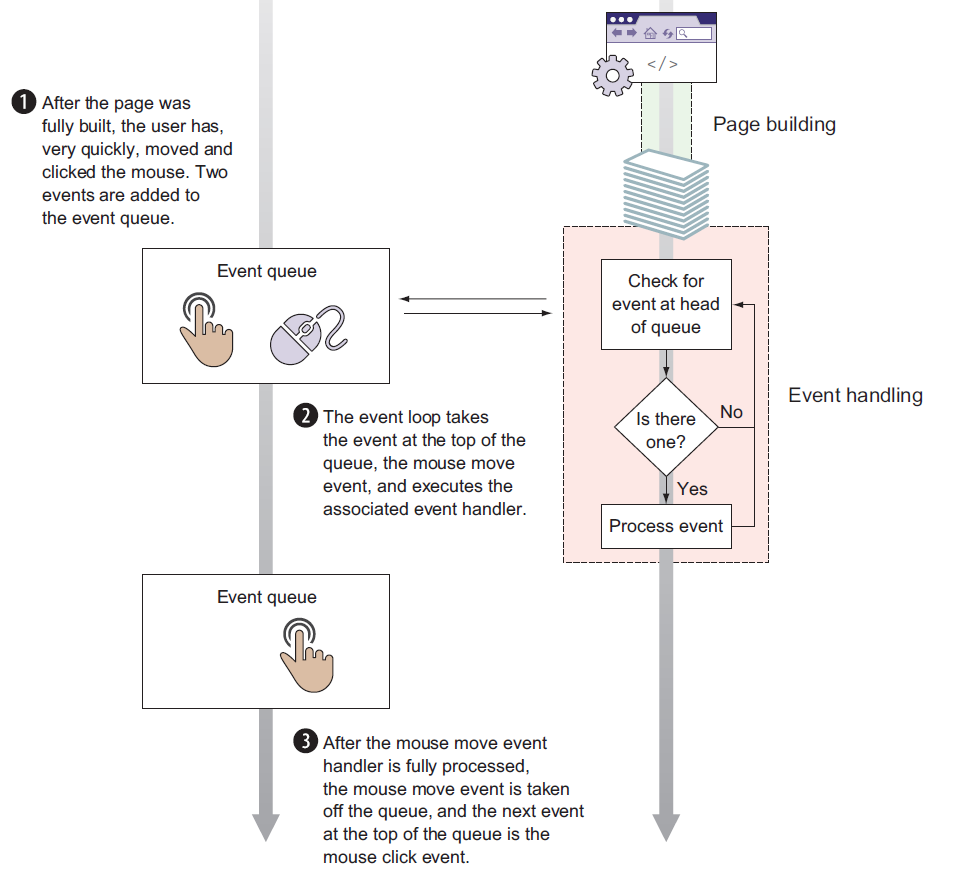 </>
Page building
1 After the page was
fully built, the user has,
very quickly, moved and
clicked the mouse. Two
events are added to
the event queue.
Event queue
Check for
event at head
of queue
Event handling
2 The event loop takes
the event at the top of the
queue, the mouse move
event, and executes the
associated event handler.
Is there
one?
No
Yes
Process event
Event queue
3 After the mouse move event
handler is fully processed,
the mouse move event is taken
off the queue, and the next event
at the top of the queue is the
mouse click event.